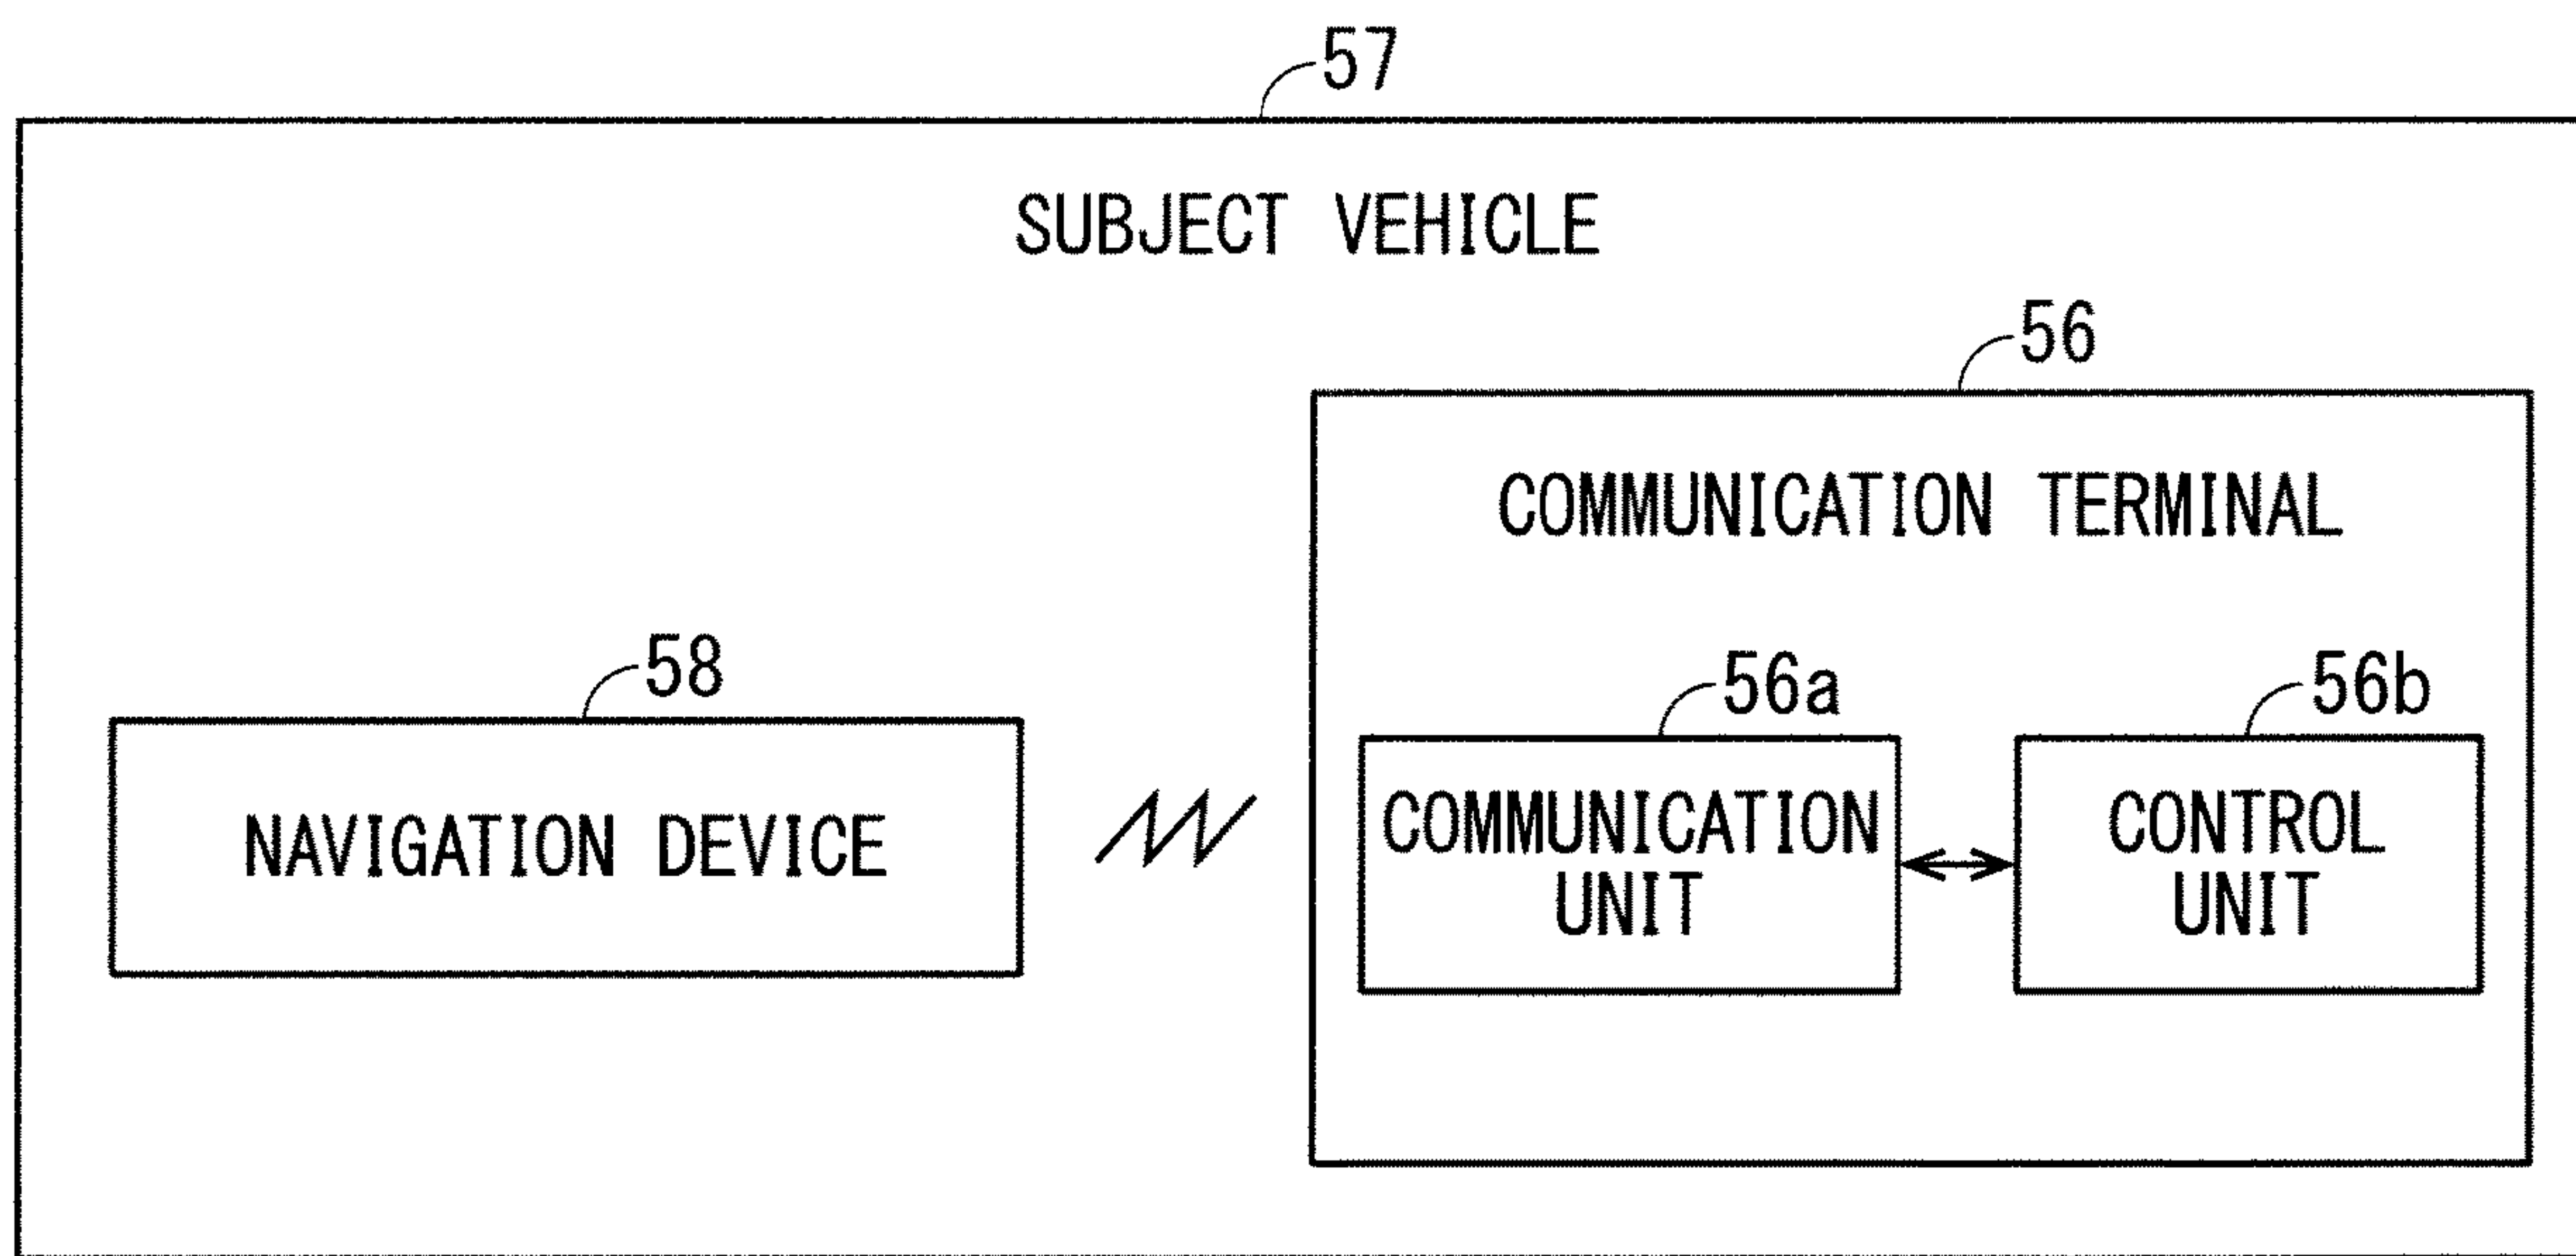 57
SUBJECT VEHICLE
56
COMMUNICATION TERMINAL
58
NAVIGATION DEVICE
56a
COMMUNICATION
UNIT
56b
CONTROL
UNIT